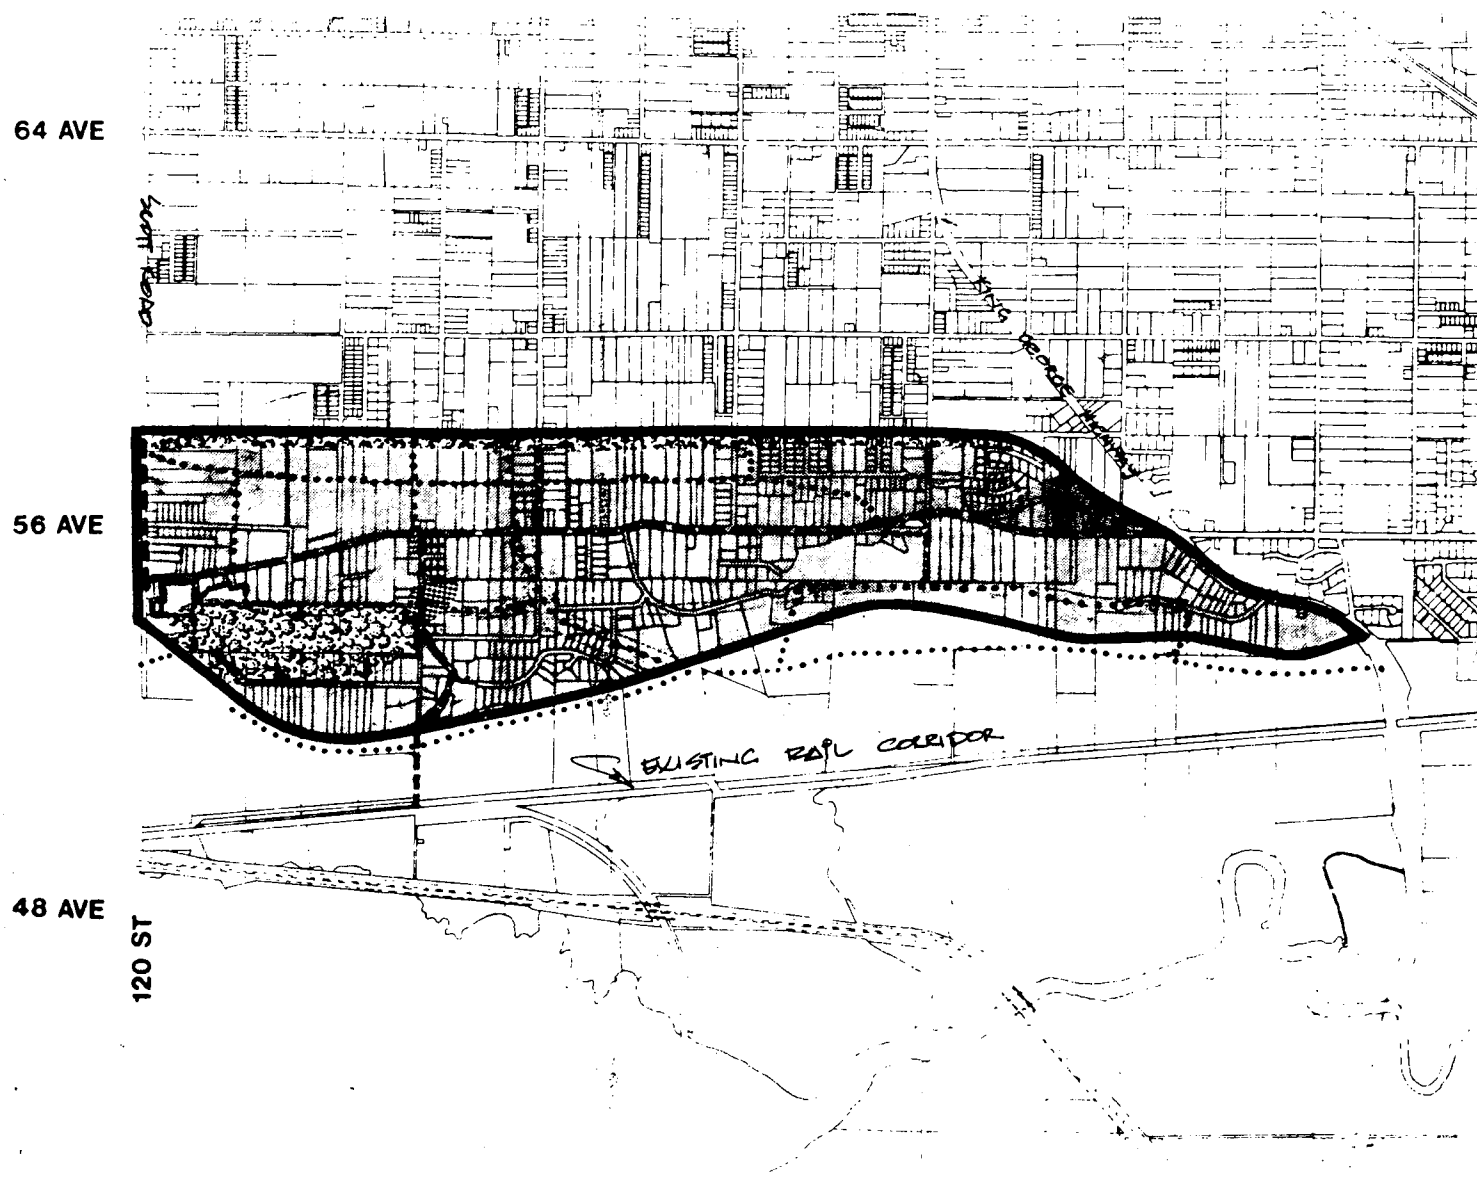 64 AVE
SCOTT ROAD
KING GEORGE HIGHWAY
56 AVE
EXISTING RAIL CORRIDOR
48 AVE
120 ST